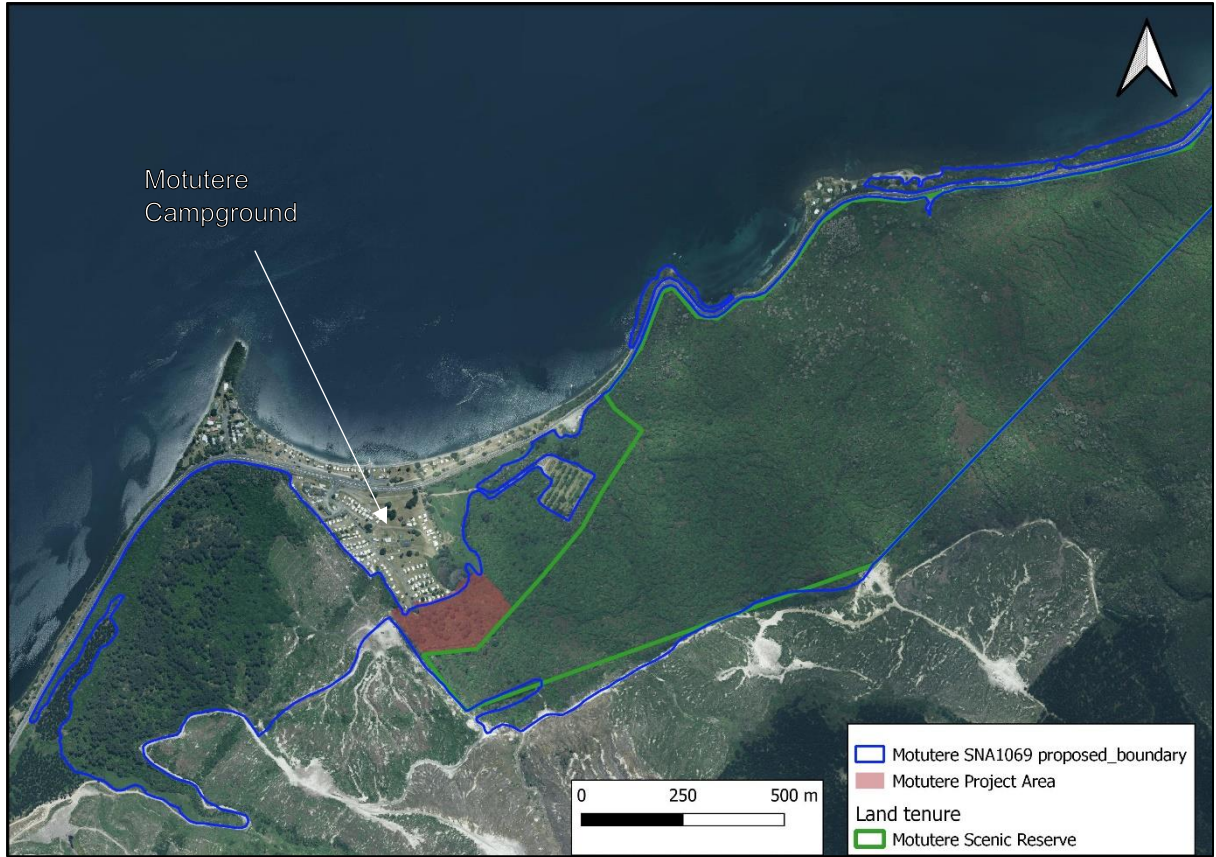 Motutere
Campground
0 250 500 m
Motutere SNA1069 proposed_boundary
Motutere Project Area
Land tenure
Motutere Scenic Reserve